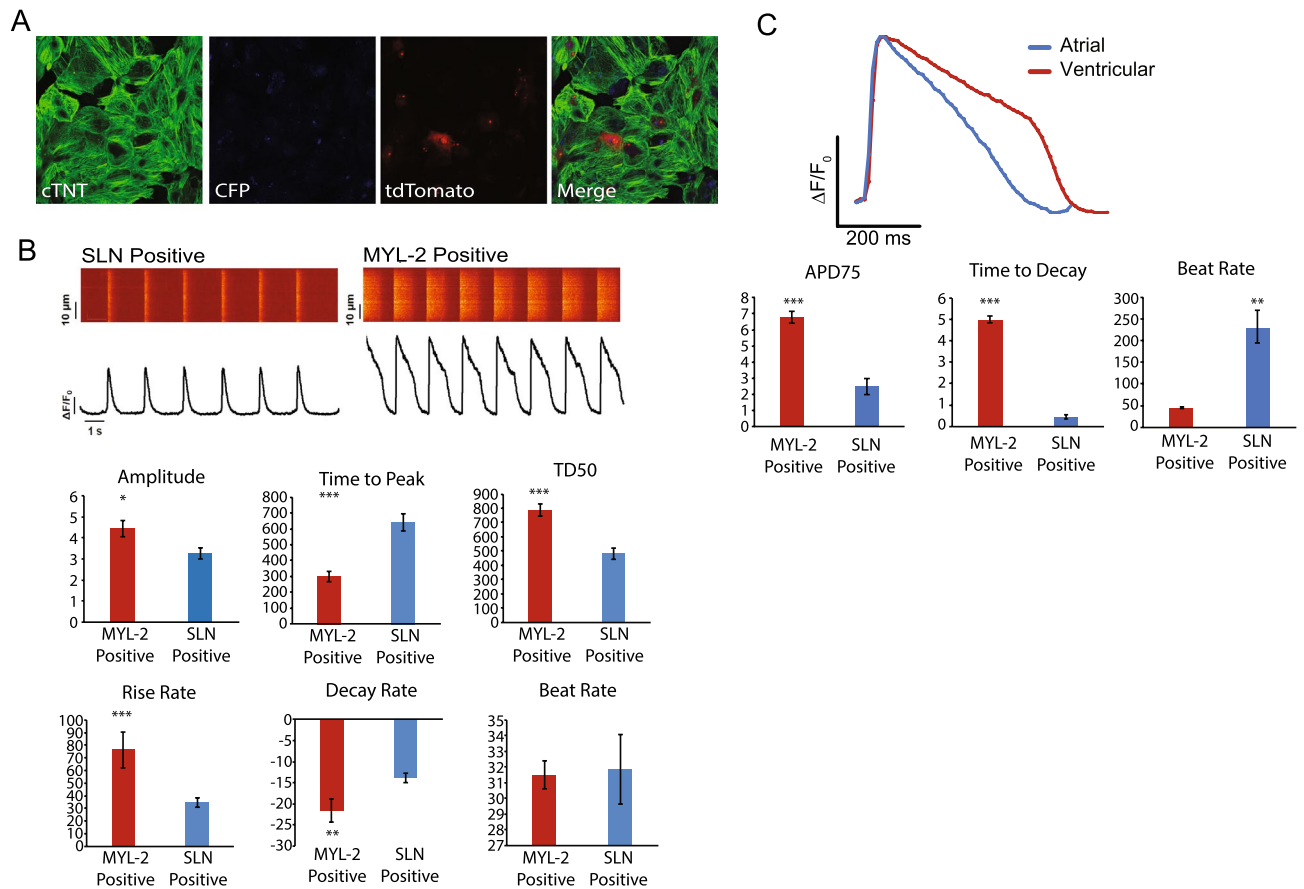 A
cTNT
CFP
tdTomato
Merge
B
SLN Positive
MYL-2 Positive
10 µm
10 µm
ΔF/F0
1 s
Amplitude
*
6
5
4
3
2
1
0
MYL-2
Positive
SLN
Positive
Time to Peak
***
800
700
600
500
400
300
200
100
0
MYL-2
Positive
SLN
Positive
TD50
***
900
800
700
600
500
400
300
200
100
0
MYL-2
Positive
SLN
Positive
Rise Rate
***
100
90
80
70
60
50
40
30
20
10
0
MYL-2
Positive
SLN
Positive
Decay Rate
0
-5
-10
-15
-20
-25
-30
**
MYL-2
Positive
SLN
Positive
Beat Rate
35
34
33
32
31
30
29
28
27
MYL-2
Positive
SLN
Positive
C
Atrial
Ventricular
ΔF/F0
200 ms
APD75
***
8
7
6
5
4
3
2
1
0
MYL-2
Positive
SLN
Positive
Time to Decay
***
6
5
4
3
2
1
0
MYL-2
Positive
SLN
Positive
Beat Rate
**
300
250
200
150
100
50
0
MYL-2
Positive
SLN
Positive